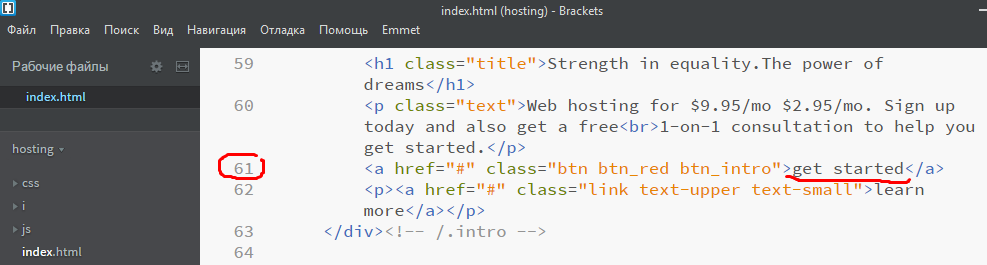 index.html (hosting) - Brackets
Файл Правка Поиск Вид Навигация Отладка Помощь Emmet
Рабочие файлы
index.html
hosting
css
i
js
index.html
59 <h1 class="title">Strength in equality.The power of
dreams</h1>
60 <p class="text">Web hosting for $9.95/mo $2.95/mo. Sign up
today and also get a free<br>1-on-1 consultation to help you
get started.</p>
61 <a href="#" class="btn btn_red btn_intro">get started</a>
62 <p><a href="#" class="link text-upper text-small">learn
more</a></p>
63 </div><!-- /.intro -->
64